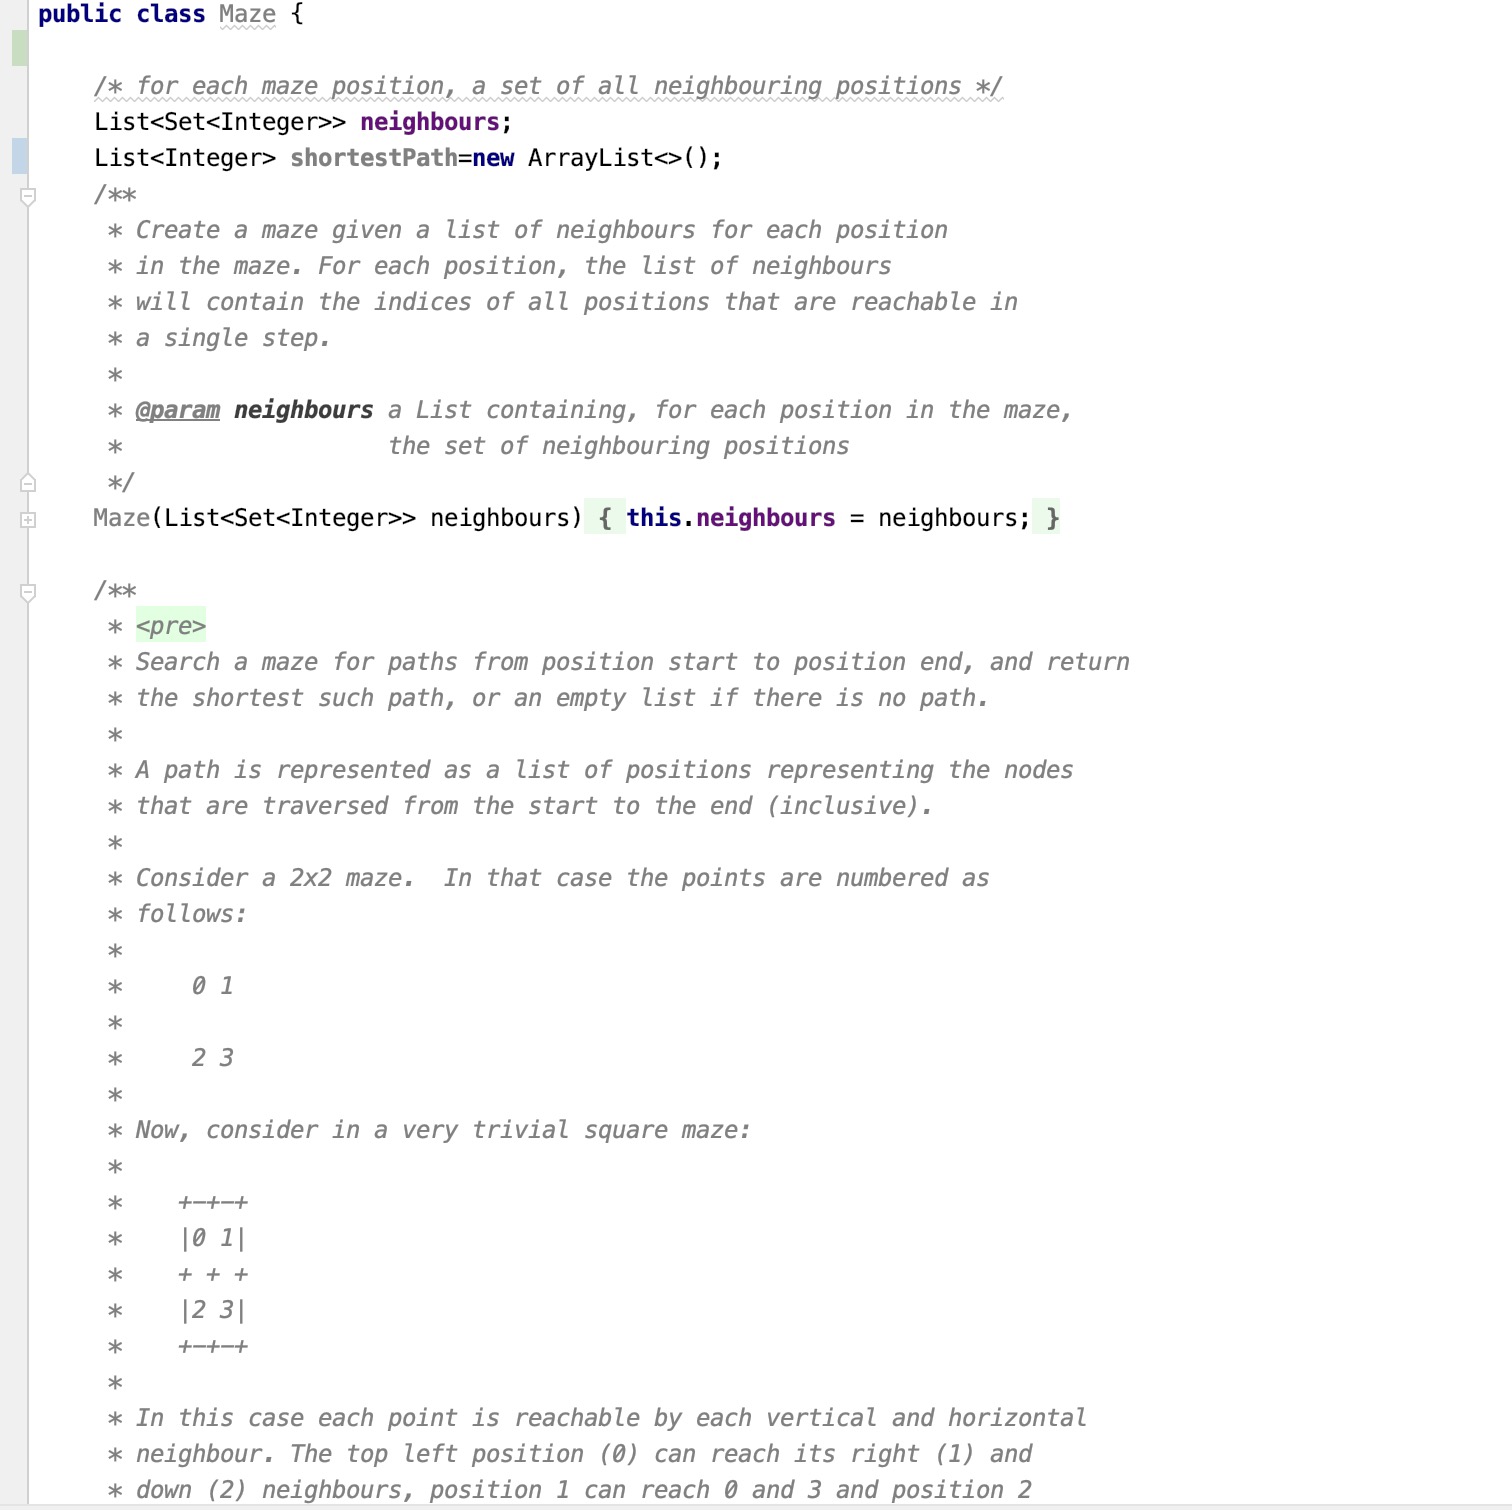 public class Maze {
/* for each maze position, a set of all neighbouring positions */
List<Set<Integer>> neighbours;
List<Integer> shortestPath=new ArrayList<>();
/**
* Create a maze given a list of neighbours for each position
* in the maze. For each position, the list of neighbours
* will contain the indices of all positions that are reachable in
* a single step.
*
* @param neighbours a List containing, for each position in the maze,
* the set of neighbouring positions
*/
Maze(List<Set<Integer>> neighbours) { this.neighbours = neighbours; }
/**
* <pre>
* Search a maze for paths from position start to position end, and return
* the shortest such path, or an empty list if there is no path.
*
* A path is represented as a list of positions representing the nodes
* that are traversed from the start to the end (inclusive).
*
* Consider a 2x2 maze.  In that case the points are numbered as
* follows:
*
*     0 1
*
*     2 3
*
* Now, consider in a very trivial square maze:
*
*    +-+-+
*    |0 1|
*    + + +
*    |2 3|
*    +-+-+
*
* In this case each point is reachable by each vertical and horizontal
* neighbour. The top left position (0) can reach its right (1) and
* down (2) neighbours, position 1 can reach 0 and 3 and position 2